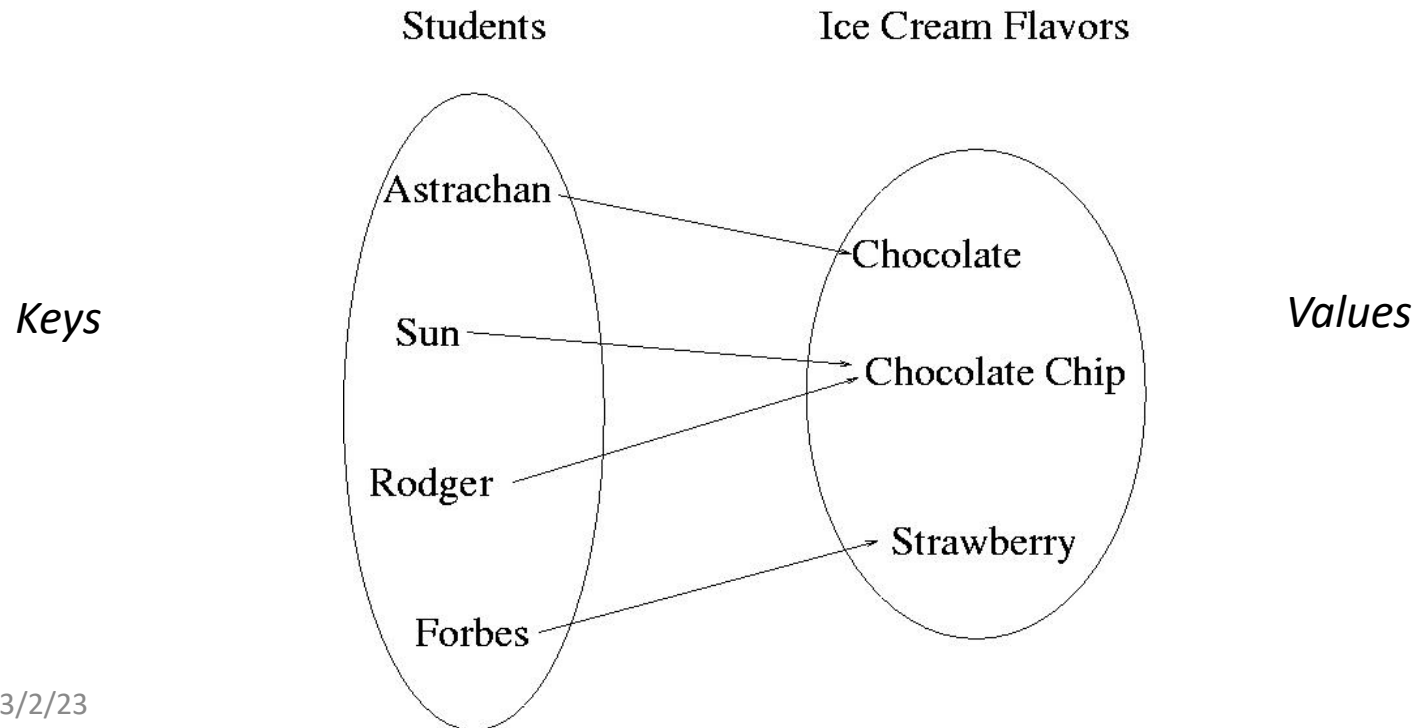 Students
Ice Cream Flavors
Astrachan
Chocolate
Keys
Sun
Values
Chocolate Chip
Rodger
Strawberry
Forbes
3/2/23